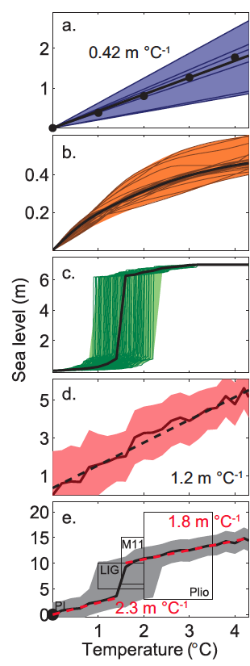 a.
2
1
0
0.42 m °C⁻¹
b.
0.4
0.2
c.
6
4
2
Sea level (m)
d.
5
3
1
1.2 m °C⁻¹
e.
20
15
10
5
0
1.8 m °C⁻¹
M11
LIG
PI
Plio
2.3 m °C⁻¹
0 1 2 3 4
Temperature (°C)